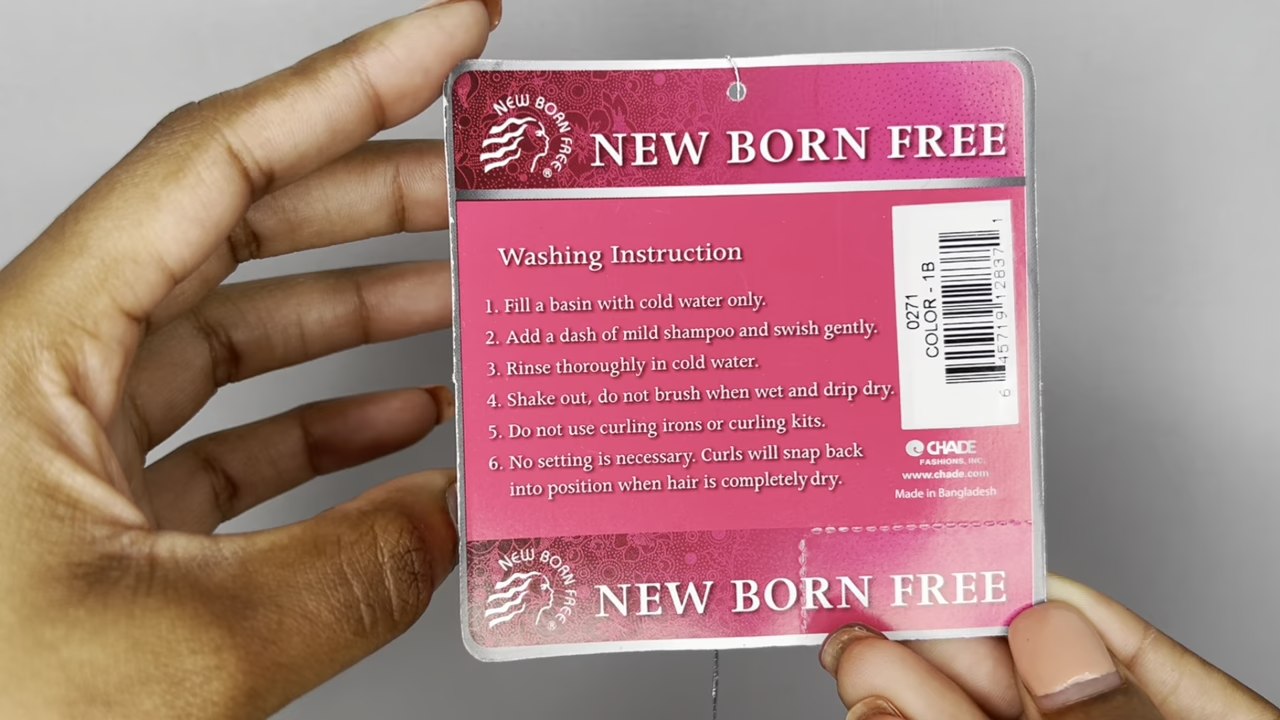 NEW BORN FREE®
NEW BORN FREE
Washing Instruction
1. Fill a basin with cold water only.
2. Add a dash of mild shampoo and swish gently.
3. Rinse thoroughly in cold water.
4. Shake out, do not brush when wet and drip dry.
5. Do not use curling irons or curling kits.
6. No setting is necessary. Curls will snap back
into position when hair is completely dry.
0271
COLOR - 1B
6 45719 12837 1
CHADE
FASHIONS, INC.
www.chade.com
Made in Bangladesh
NEW BORN FREE®
NEW BORN FREE